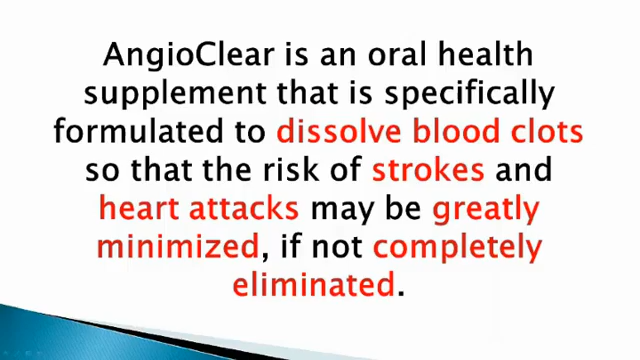 AngioClear is an oral health
supplement that is specifically
formulated to dissolve blood clots
so that the risk of strokes and
heart attacks may be greatly
minimized, if not completely
eliminated.